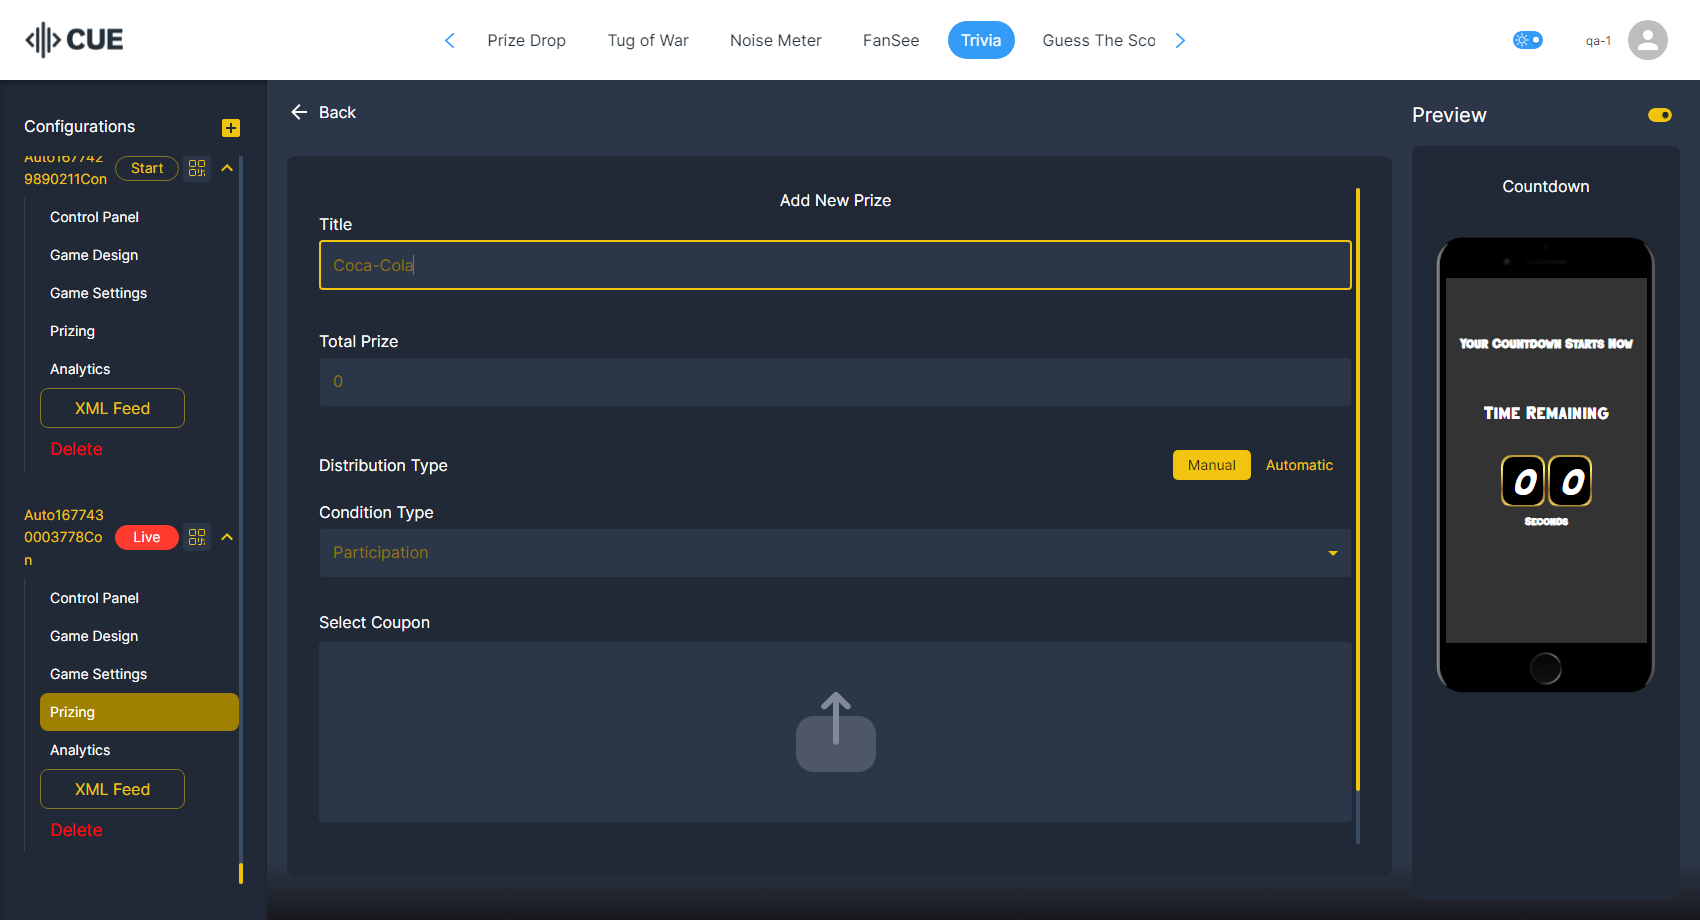 CUE
Prize Drop
Tug of War
Noise Meter
FanSee
Trivia
Guess The Sco
qa-1
Configurations
Auto167742
9890211Con
Start
Control Panel
Game Design
Game Settings
Prizing
Analytics
XML Feed
Delete
Auto167743
0003778Co
n
Live
Control Panel
Game Design
Game Settings
Prizing
Analytics
XML Feed
Delete
Back
Add New Prize
Title
Coca-Cola
Total Prize
0
Distribution Type
Manual
Automatic
Condition Type
Participation
Select Coupon
Preview
Countdown
Your Countdown Starts Now
Time Remaining
0 0
Seconds